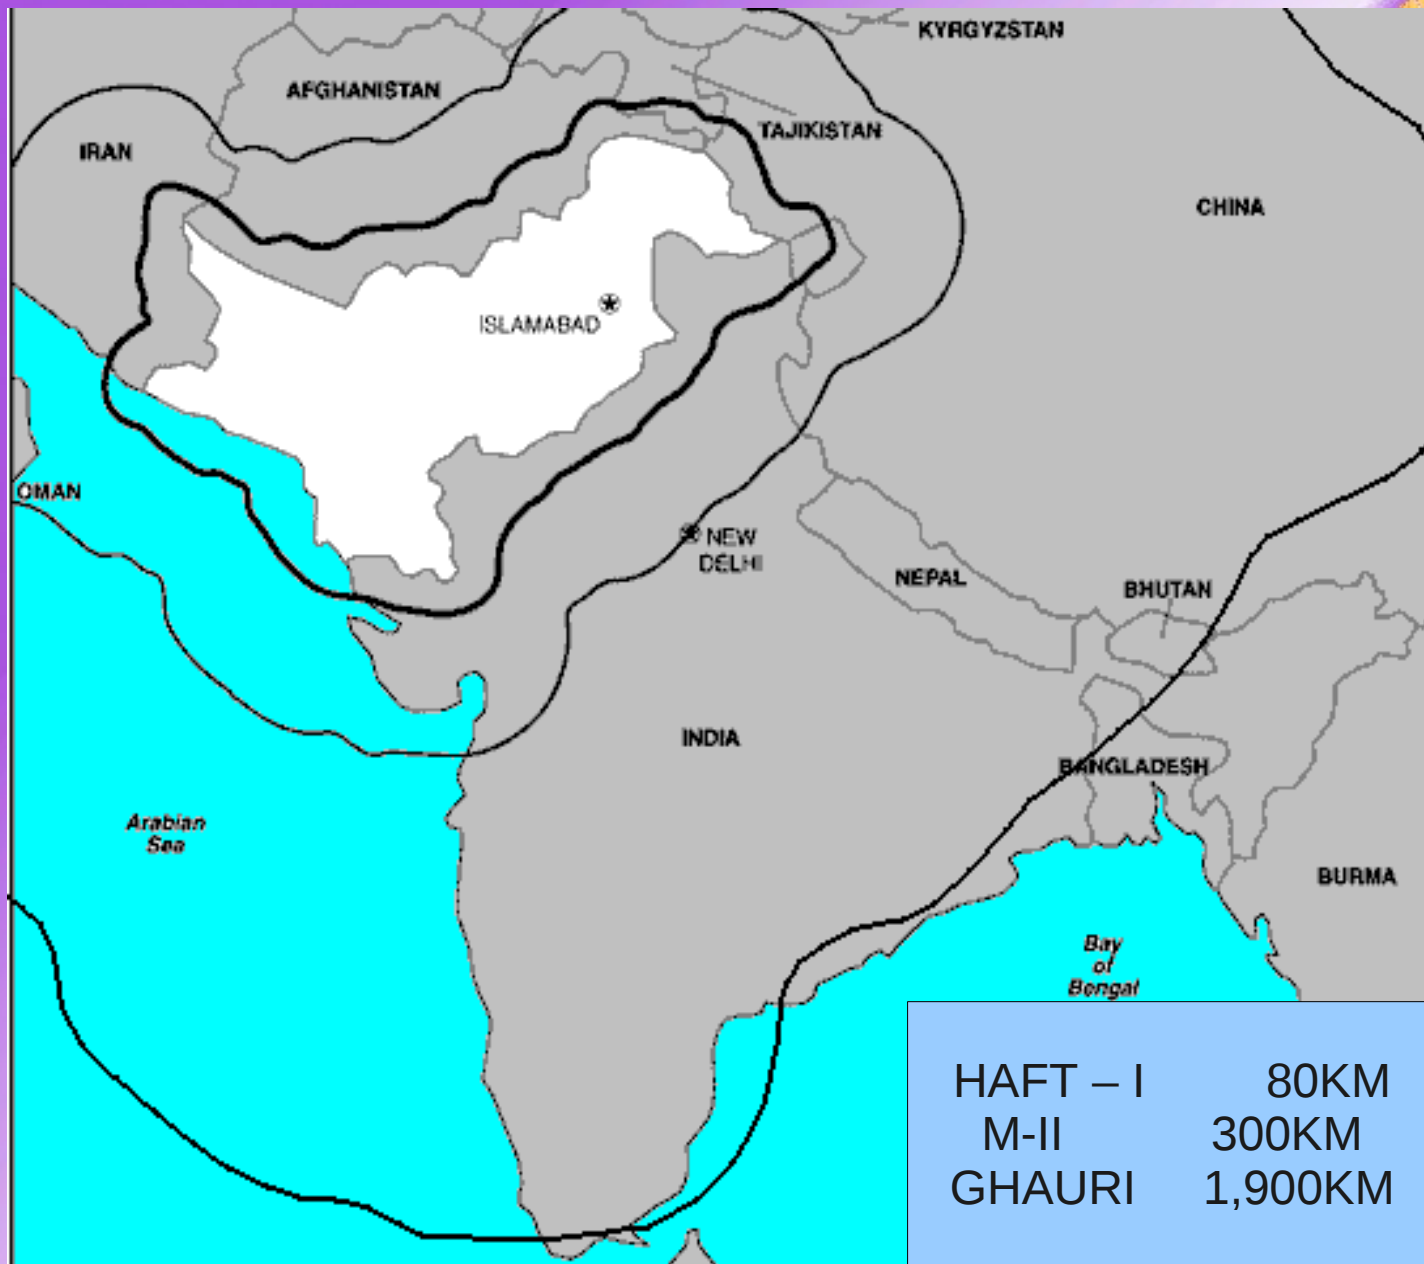 KYRGYZSTAN
AFGHANISTAN
TAJIKISTAN
IRAN
CHINA
ISLAMABAD
OMAN
NEW
DELHI
NEPAL
BHUTAN
INDIA
BANGLADESH
Arabian
Sea
BURMA
Bay
of
Bengal
HAFT – I 80KM
M-II 300KM
GHAURI 1,900KM